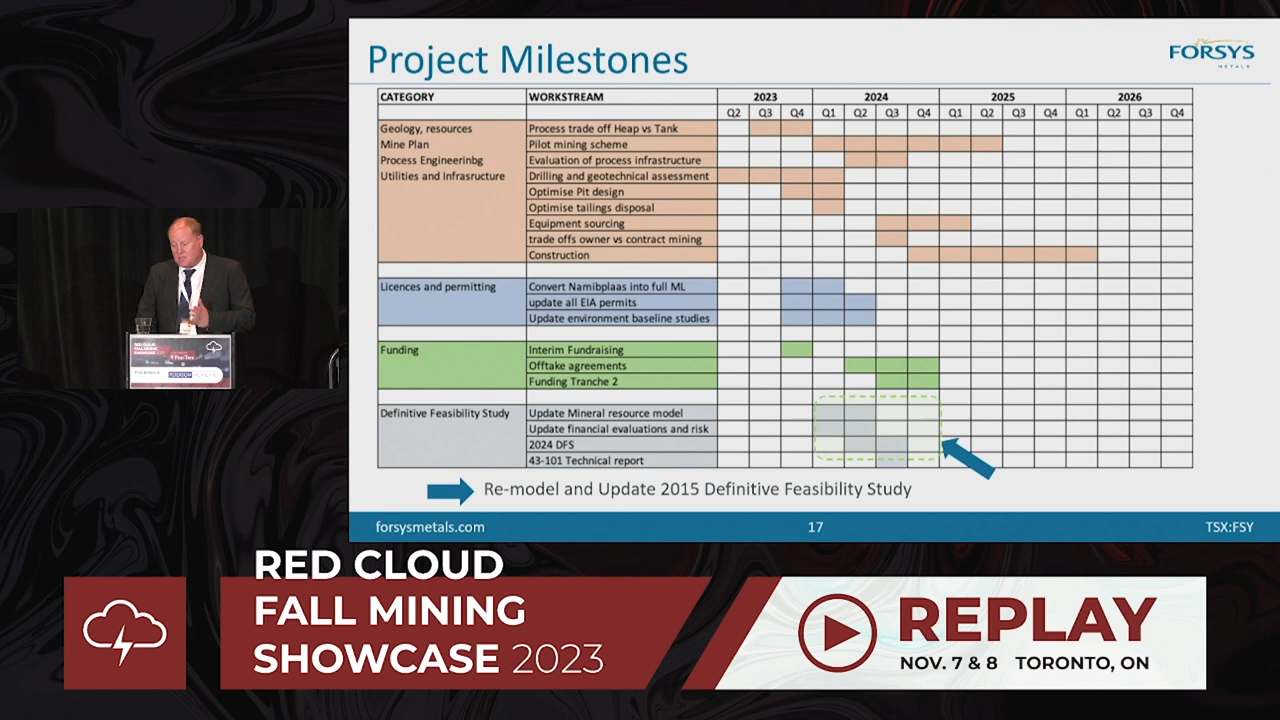 Project Milestones
FORSYS
METALS
CATEGORY WORKSTREAM 2023 2024 2025 2026
Q2 Q3 Q4 Q1 Q2 Q3 Q4 Q1 Q2 Q3 Q4 Q1 Q2 Q3 Q4
Geology, resources Process trade off Heap vs Tank
Mine Plan Pilot mining scheme
Process Engineerinbg Evaluation of process infrastructure
Utilities and Infrasructure Drilling and geotechnical assessment
Optimise Pit design
Optimise tailings disposal
Equipment sourcing
trade offs owner vs contract mining
Construction
Licences and permitting Convert Namibplaas into full ML
update all EIA permits
Update environment baseline studies
Funding Interim Fundraising
Offtake agreements
Funding Tranche 2
Definitive Feasibility Study Update Mineral resource model
Update financial evaluations and risk
2024 DFS
43-101 Technical report
Re-model and Update 2015 Definitive Feasibility Study
forsysmetals.com 17 TSX:FSY
RED CLOUD
FALL MINING
SHOWCASE
RED CLOUD
FALL MINING
SHOWCASE 2023
REPLAY
NOV. 7 & 8 TORONTO, ON